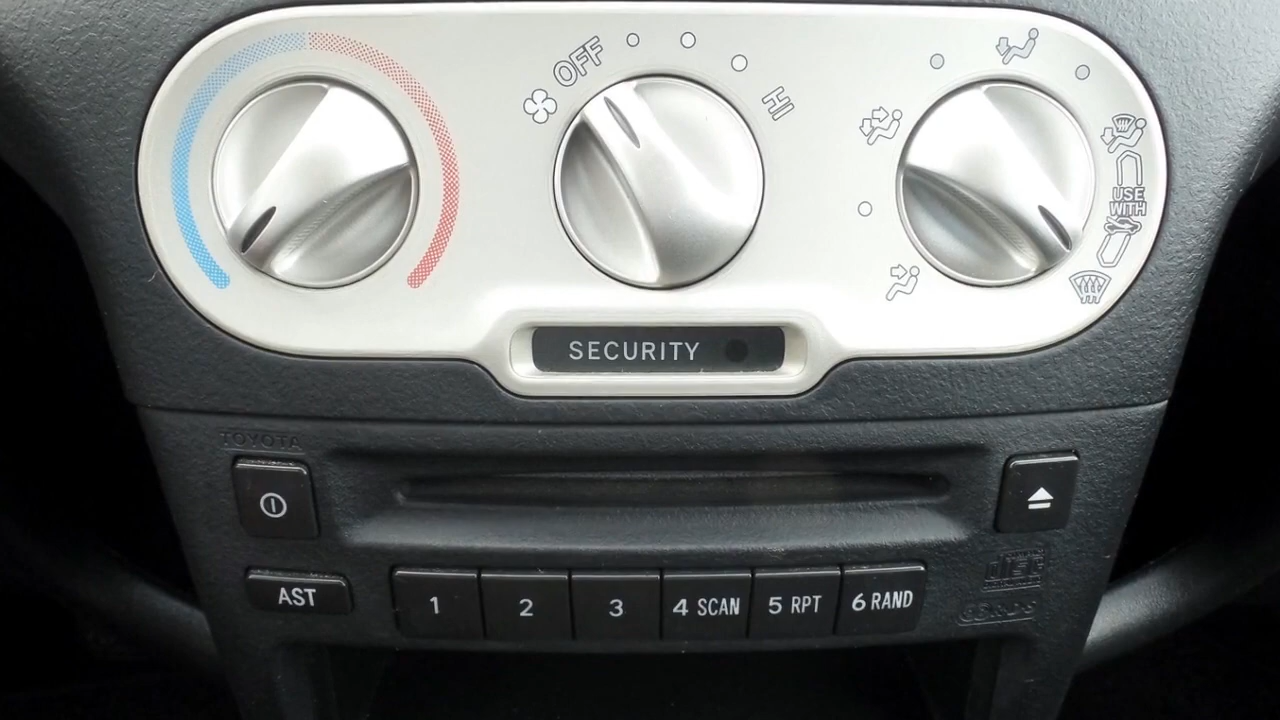 OFF
HI
USE
WITH
SECURITY
TOYOTA
AST
1
2
3
4 SCAN
5 RPT
6 RAND